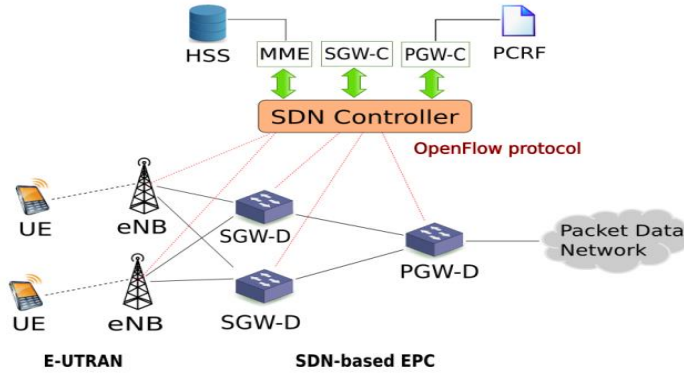 HSS
MME
SGW-C
PGW-C
PCRF
SDN Controller
OpenFlow protocol
UE
eNB
SGW-D
PGW-D
Packet Data
Network
UE
eNB
SGW-D
E-UTRAN
SDN-based EPC